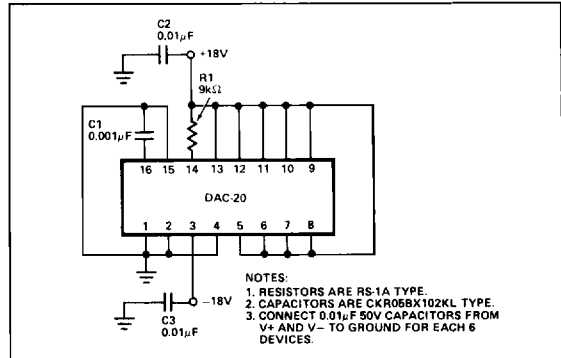 C2
0.01µF
+18V
R1
9kΩ
C1
0.001µF
16 15 14 13 12 11 10 9
DAC-20
1 2 3 4 5 6 7 8
−18V
C3
0.01µF
NOTES:
1. RESISTORS ARE RS-1A TYPE.
2. CAPACITORS ARE CKR05BX102KL TYPE.
3. CONNECT 0.01µF 50V CAPACITORS FROM
V+ AND V− TO GROUND FOR EACH 6
DEVICES.